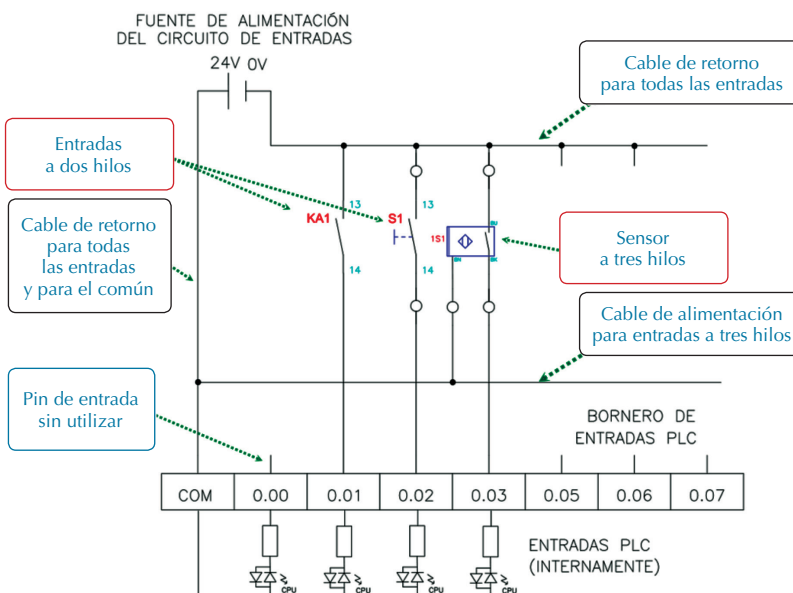 FUENTE DE ALIMENTACIÓN
DEL CIRCUITO DE ENTRADAS
24V 0V
Cable de retorno
para todas las entradas
Entradas
a dos hilos
Cable de retorno
para todas
las entradas
y para el común
KA1
13
14
S1
13
14
1S1
BU
BN
BK
Sensor
a tres hilos
Cable de alimentación
para entradas a tres hilos
Pin de entrada
sin utilizar
BORNERO DE
ENTRADAS PLC
COM 0.00 0.01 0.02 0.03 0.05 0.06 0.07
ENTRADAS PLC
(INTERNAMENTE)
CPU CPU CPU CPU